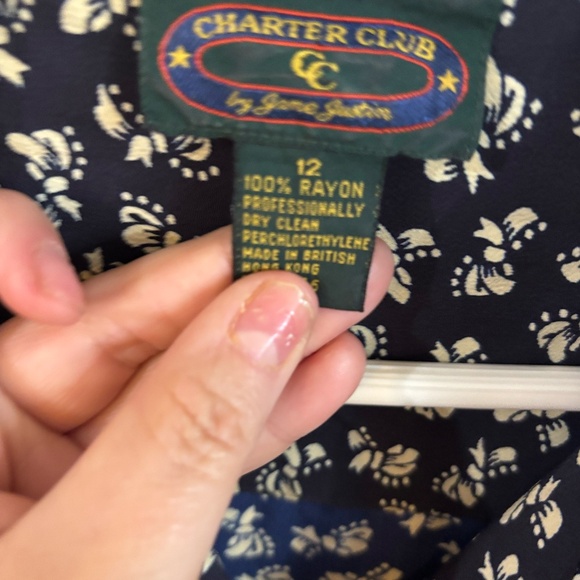 CHARTER CLUB
CC
by Jane Justin
12
100% RAYON
PROFESSIONALLY
DRY CLEAN
PERCHLORETHYLENE
MADE IN BRITISH
HONG KONG